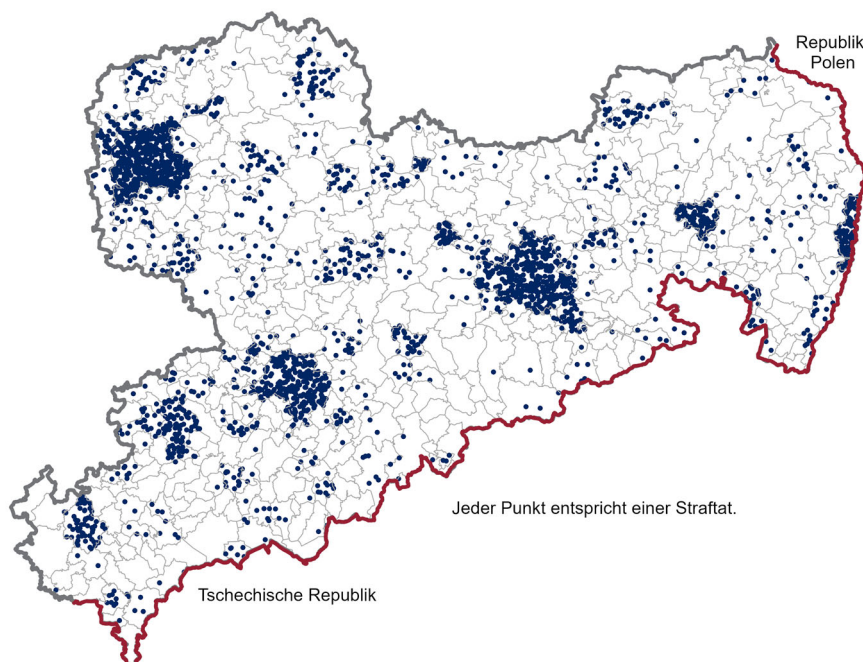 Republik
Polen
Jeder Punkt entspricht einer Straftat.
Tschechische Republik